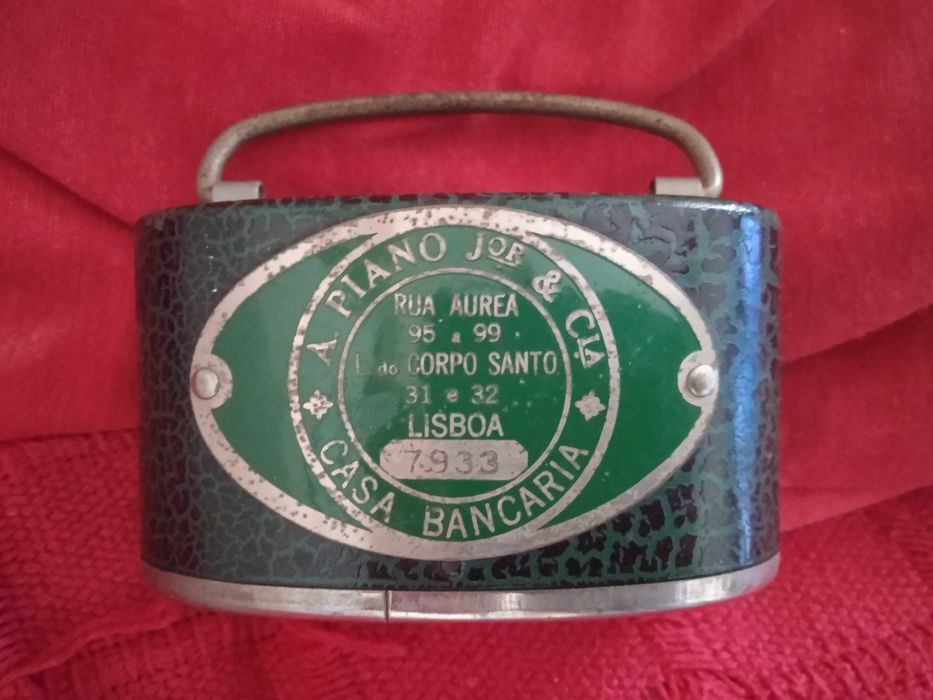 A. PIANO JOR & CIA.
RUA AUREA
95 a 99
L. do CORPO SANTO
31 e 32
LISBOA
7933
CASA BANCARIA